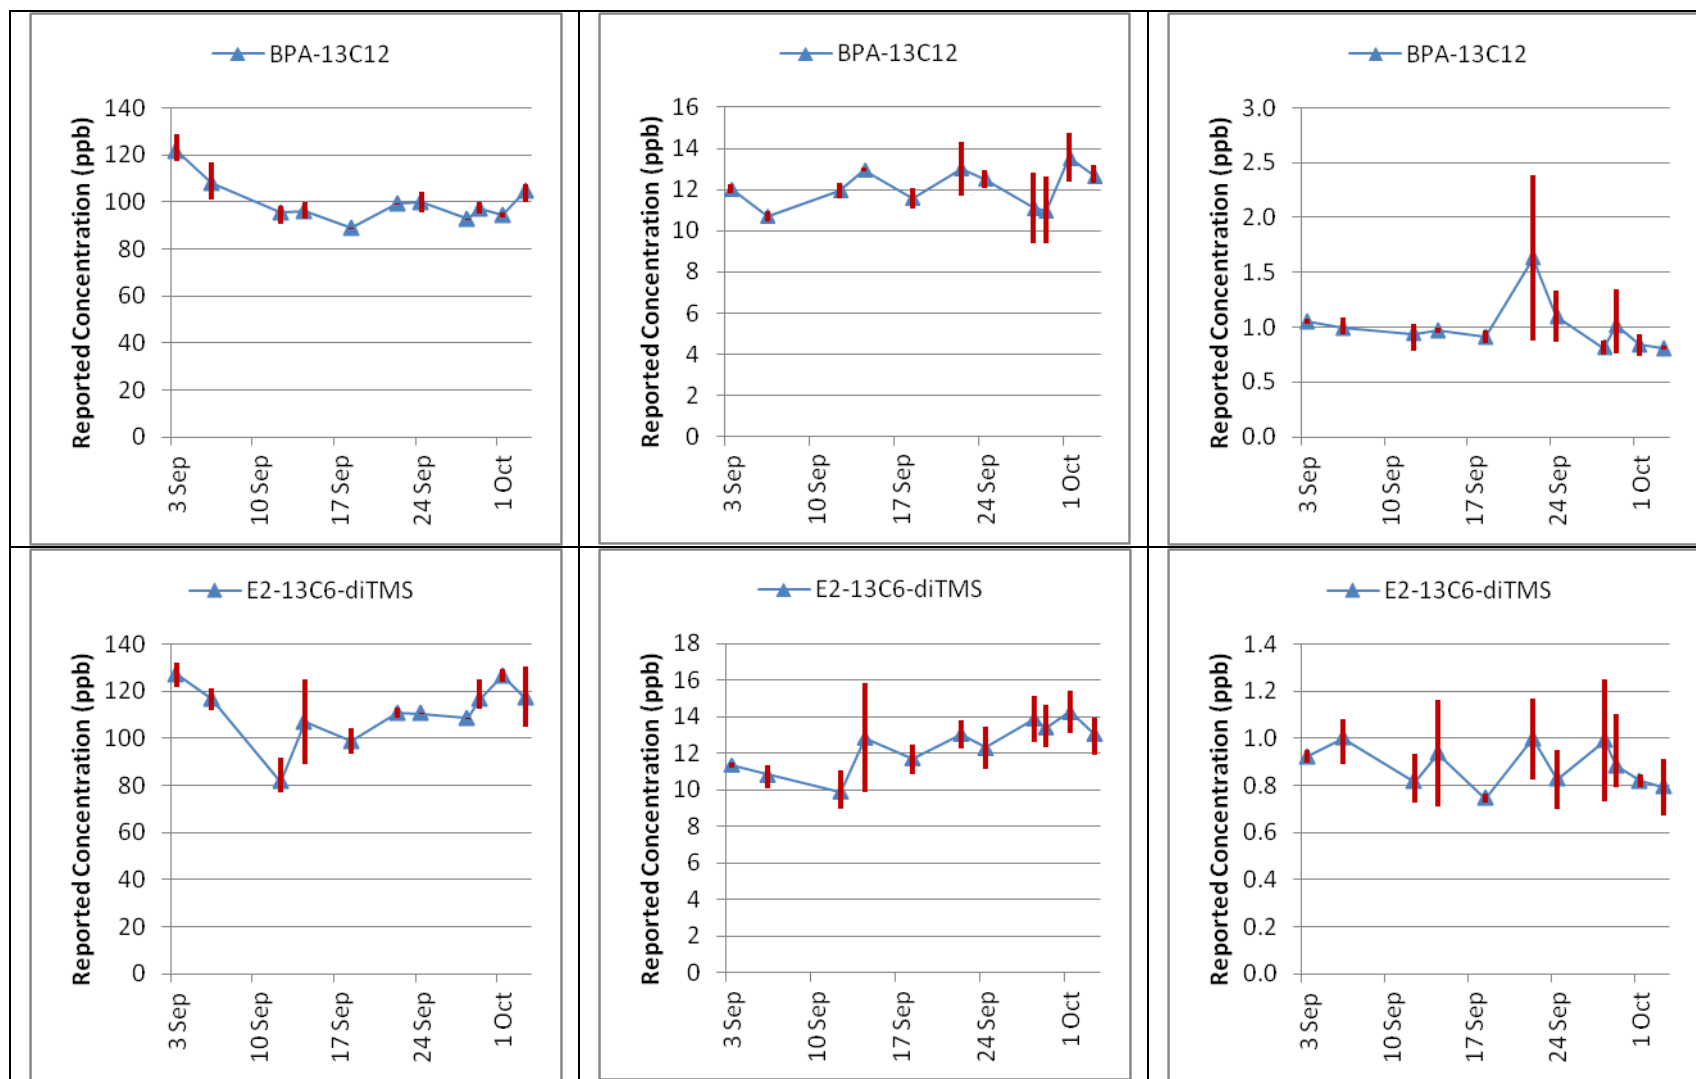 BPA-13C12
Reported Concentration (ppb)
140
120
100
80
60
40
20
0
3 Sep
10 Sep
17 Sep
24 Sep
1 Oct
BPA-13C12
Reported Concentration (ppb)
16
14
12
10
8
6
4
2
0
3 Sep
10 Sep
17 Sep
24 Sep
1 Oct
BPA-13C12
Reported Concentration (ppb)
3.0
2.5
2.0
1.5
1.0
0.5
0.0
3 Sep
10 Sep
17 Sep
24 Sep
1 Oct
E2-13C6-diTMS
Reported Concentration (ppb)
140
120
100
80
60
40
20
0
3 Sep
10 Sep
17 Sep
24 Sep
1 Oct
E2-13C6-diTMS
Reported Concentration (ppb)
18
16
14
12
10
8
6
4
2
0
3 Sep
10 Sep
17 Sep
24 Sep
1 Oct
E2-13C6-diTMS
Reported Concentration (ppb)
1.4
1.2
1.0
0.8
0.6
0.4
0.2
0.0
3 Sep
10 Sep
17 Sep
24 Sep
1 Oct